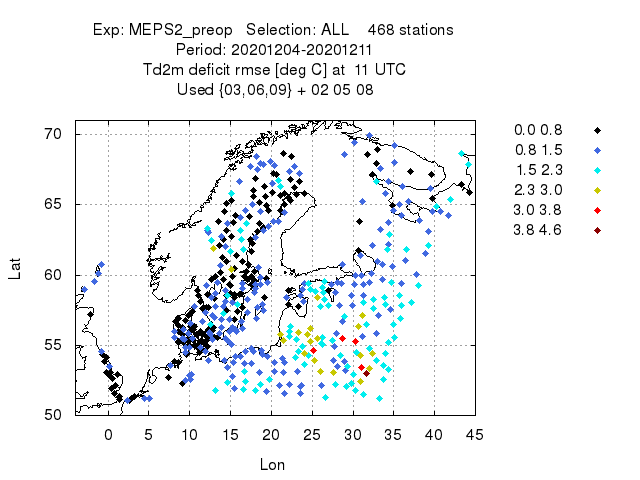 Exp: MEPS2_preop   Selection: ALL    468 stations
Period: 20201204-20201211
Td2m deficit rmse [deg C] at  11 UTC
Used {03,06,09} + 02 05 08
0.0 0.8
0.8 1.5
1.5 2.3
2.3 3.0
3.0 3.8
3.8 4.6
70
65
60
55
50
Lat
0 5 10 15 20 25 30 35 40 45
Lon